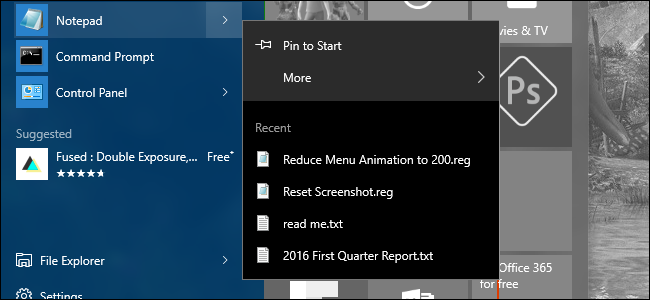 Notepad
Command Prompt
Control Panel
Suggested
Fused : Double Exposure,... Free+
File Explorer
Settings
Pin to Start
More
Recent
Reduce Menu Animation to 200.reg
Reset Screenshot.reg
read me.txt
2016 First Quarter Report.txt
vies & TV
Ps
Office 365
for free